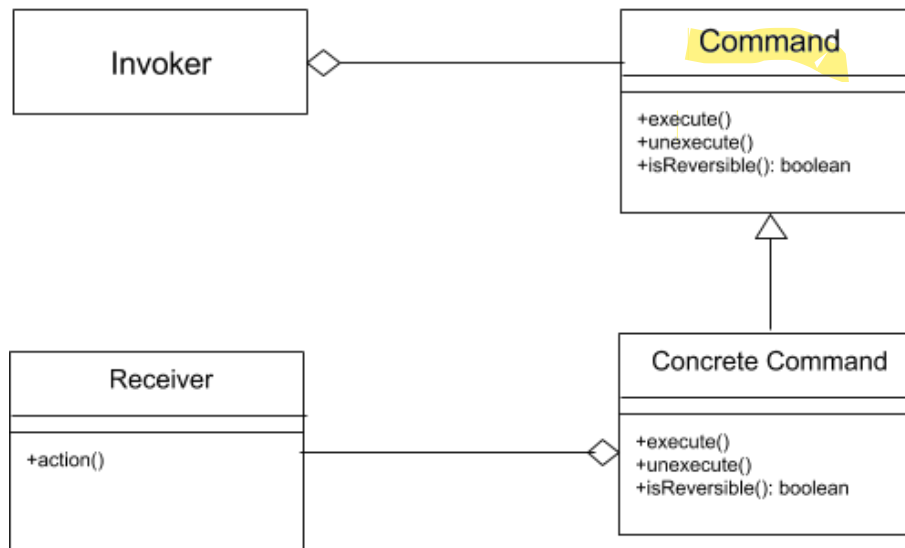 Invoker
Command
+execute()
+unexecute()
+isReversible(): boolean
Receiver
+action()
Concrete Command
+execute()
+unexecute()
+isReversible(): boolean